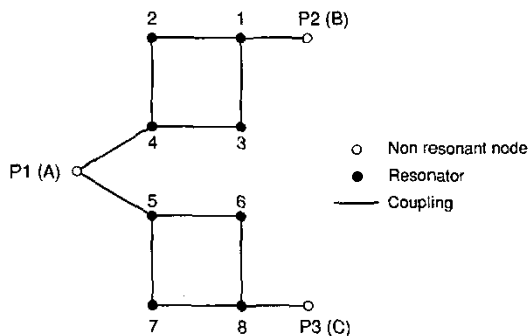 2
1
P2 (B)
4
3
P1 (A)
Non resonant node
Resonator
Coupling
5
6
7
8
P3 (C)